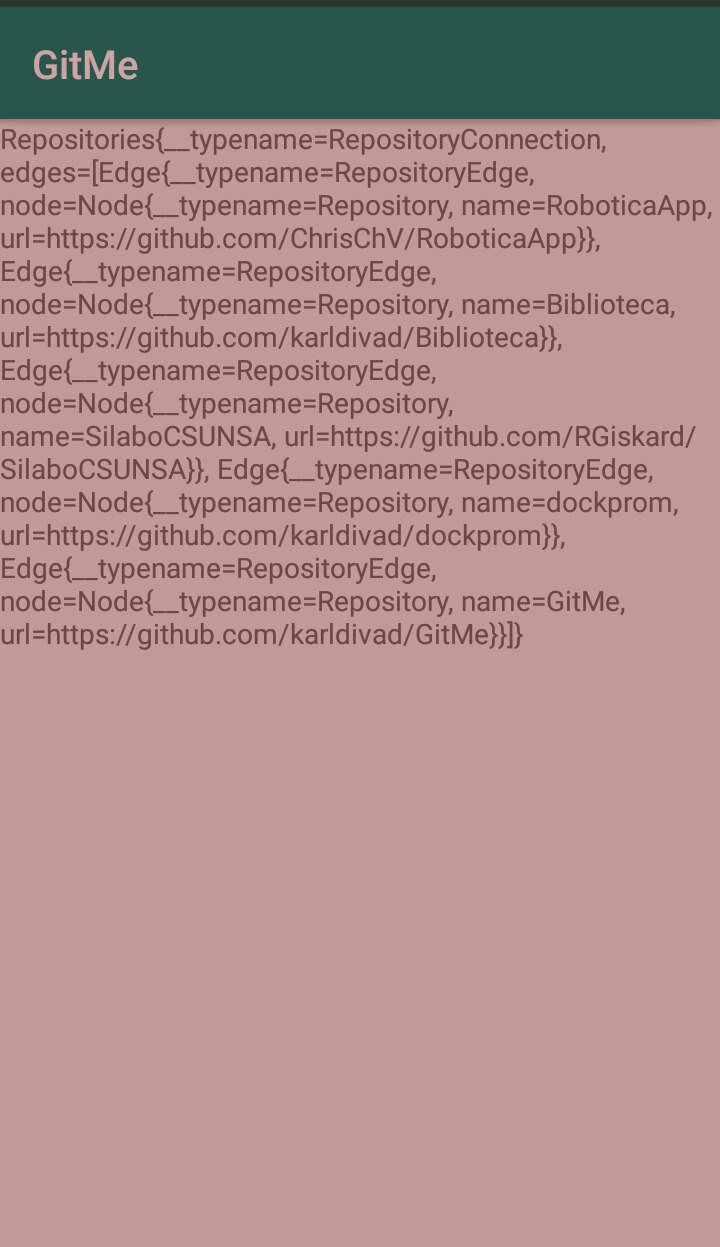 GitMe
Repositories{__typename=RepositoryConnection,
edges=[Edge{__typename=RepositoryEdge,
node=Node{__typename=Repository, name=RoboticaApp,
url=https://github.com/ChrisChV/RoboticaApp}},
Edge{__typename=RepositoryEdge,
node=Node{__typename=Repository, name=Biblioteca,
url=https://github.com/karldivad/Biblioteca}},
Edge{__typename=RepositoryEdge,
node=Node{__typename=Repository,
name=SilaboCSUNSA, url=https://github.com/RGiskard/
SilaboCSUNSA}}, Edge{__typename=RepositoryEdge,
node=Node{__typename=Repository, name=dockprom,
url=https://github.com/karldivad/dockprom}},
Edge{__typename=RepositoryEdge,
node=Node{__typename=Repository, name=GitMe,
url=https://github.com/karldivad/GitMe}}]}